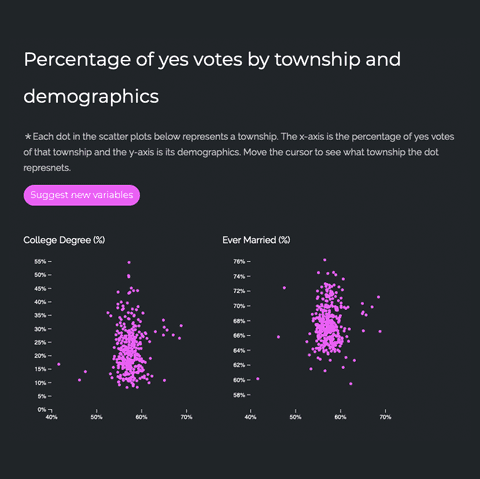 Percentage of yes votes by township and
demographics
*Each dot in the scatter plots below represents a township. The x-axis is the percentage of yes votes
of that township and the y-axis is its demographics. Move the cursor to see what township the dot
represnets.
Suggest new variables
College Degree (%)
55%
50%
45%
40%
35%
30%
25%
20%
15%
10%
5%
0%
40% 50% 60% 70%
Ever Married (%)
76%
74%
72%
70%
68%
66%
64%
62%
60%
58%
40% 50% 60% 70%